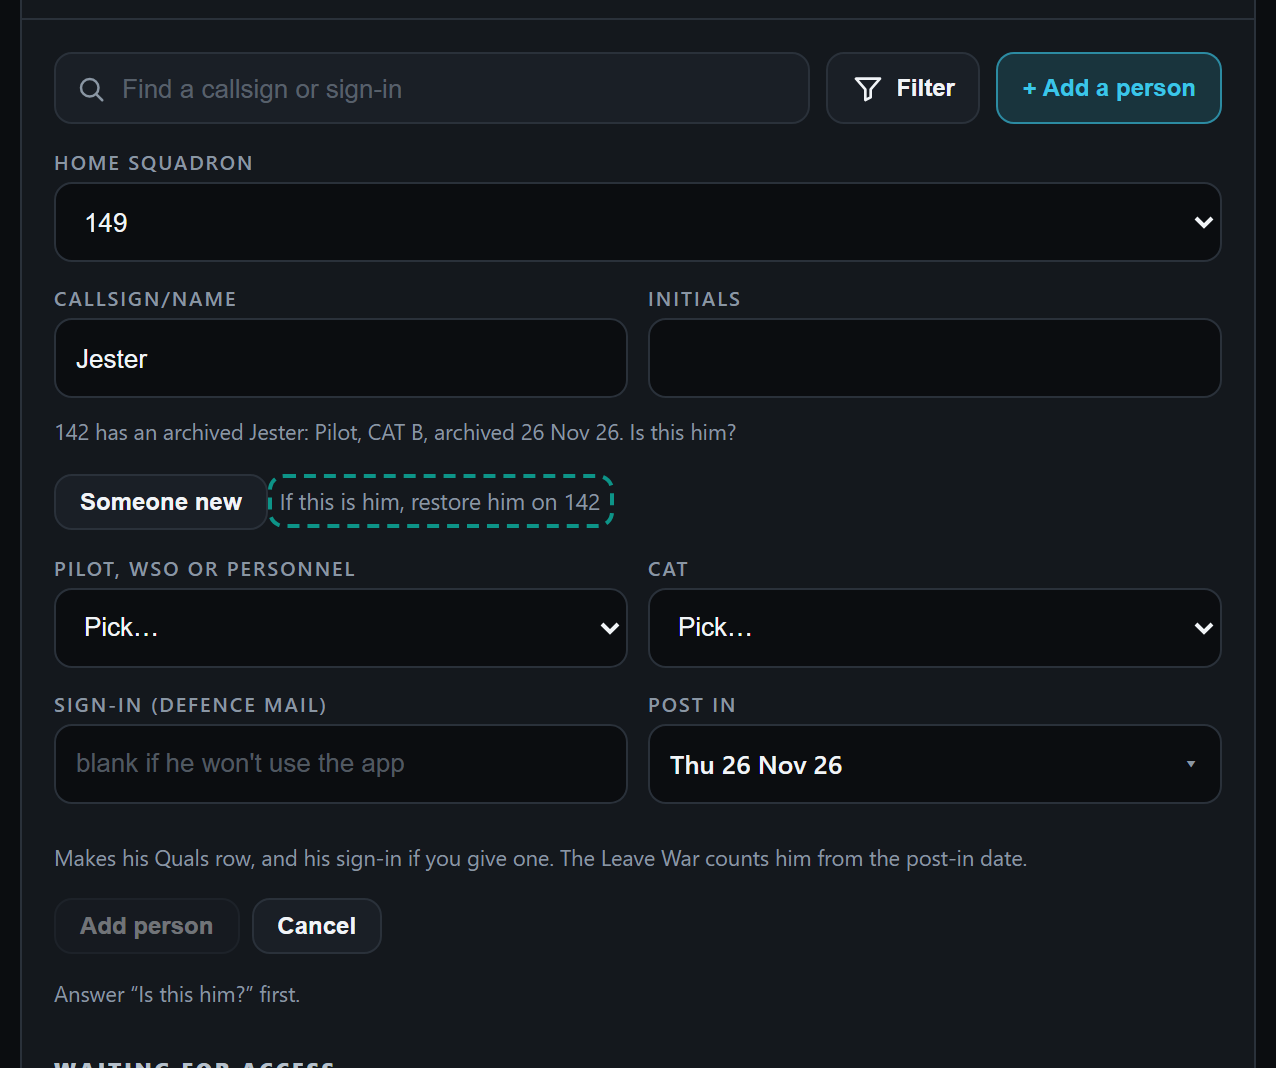 Find a callsign or sign-in
Filter
+ Add a person
HOME SQUADRON
149
CALLSIGN/NAME
INITIALS
Jester
142 has an archived Jester: Pilot, CAT B, archived 26 Nov 26. Is this him?
Someone new
If this is him, restore him on 142
PILOT, WSO OR PERSONNEL
CAT
Pick…
Pick…
SIGN-IN (DEFENCE MAIL)
POST IN
blank if he won't use the app
Thu 26 Nov 26
Makes his Quals row, and his sign-in if you give one. The Leave War counts him from the post-in date.
Add person
Cancel
Answer “Is this him?” first.
WAITING FOR ACCESS